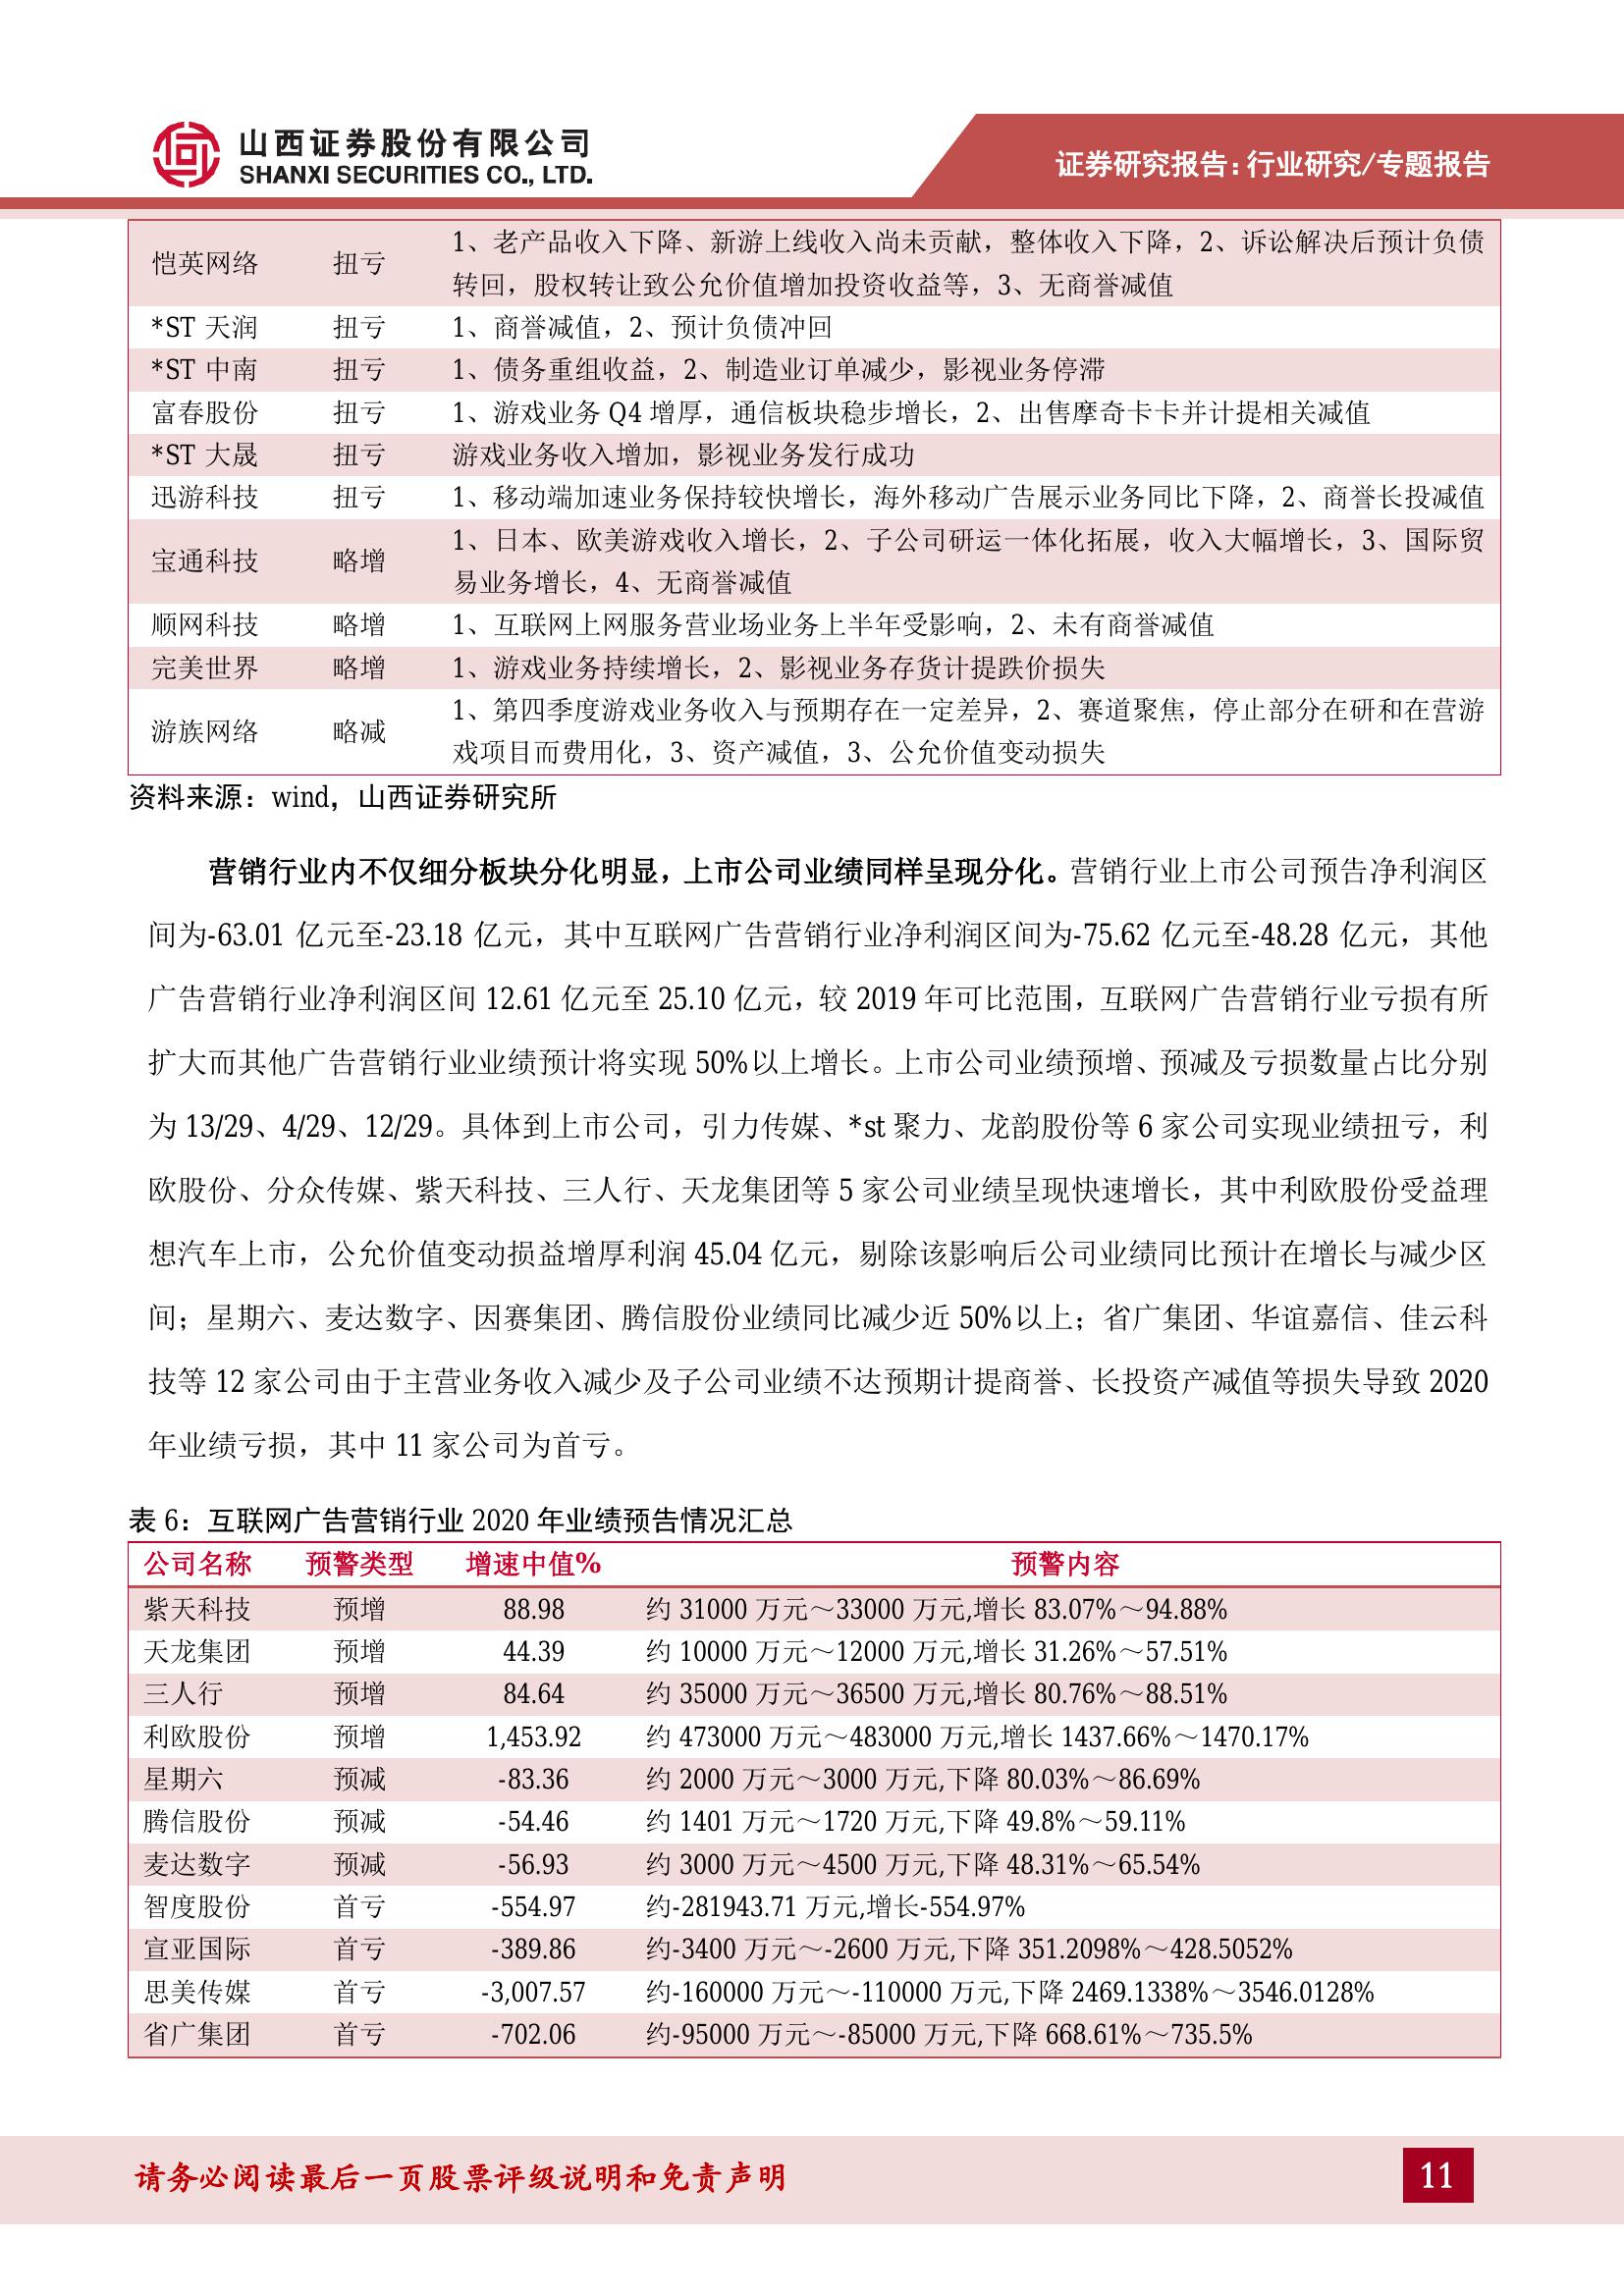 山西证券股份有限公司
SHANXI SECURITIES CO., LTD.
证券研究报告：行业研究/专题报告
恺英网络 扭亏 1、老产品收入下降、新游上线收入尚未贡献，整体收入下降，2、诉讼解决后预计负债
转回，股权转让致公允价值增加投资收益等，3、无商誉减值
*ST 天润 扭亏 1、商誉减值，2、预计负债冲回
*ST 中南 扭亏 1、债务重组收益，2、制造业订单减少，影视业务停滞
富春股份 扭亏 1、游戏业务 Q4 增厚，通信板块稳步增长，2、出售摩奇卡卡并计提相关减值
*ST 大晟 扭亏 游戏业务收入增加，影视业务发行成功
迅游科技 扭亏 1、移动端加速业务保持较快增长，海外移动广告展示业务同比下降，2、商誉长投减值
宝通科技 略增 1、日本、欧美游戏收入增长，2、子公司研运一体化拓展，收入大幅增长，3、国际贸
易业务增长，4、无商誉减值
顺网科技 略增 1、互联网上网服务营业场业务上半年受影响，2、未有商誉减值
完美世界 略增 1、游戏业务持续增长，2、影视业务存货计提跌价损失
游族网络 略减 1、第四季度游戏业务收入与预期存在一定差异，2、赛道聚焦，停止部分在研和在营游
戏项目而费用化，3、资产减值，3、公允价值变动损失
资料来源：wind，山西证券研究所
营销行业内不仅细分板块分化明显，上市公司业绩同样呈现分化。营销行业上市公司预告净利润区
间为-63.01 亿元至-23.18 亿元，其中互联网广告营销行业净利润区间为-75.62 亿元至-48.28 亿元，其他
广告营销行业净利润区间 12.61 亿元至 25.10 亿元，较 2019 年可比范围，互联网广告营销行业亏损有所
扩大而其他广告营销行业业绩预计将实现 50%以上增长。上市公司业绩预增、预减及亏损数量占比分别
为 13/29、4/29、12/29。具体到上市公司，引力传媒、*st 聚力、龙韵股份等 6 家公司实现业绩扭亏，利
欧股份、分众传媒、紫天科技、三人行、天龙集团等 5 家公司业绩呈现快速增长，其中利欧股份受益理
想汽车上市，公允价值变动损益增厚利润 45.04 亿元，剔除该影响后公司业绩同比预计在增长与减少区
间；星期六、麦达数字、因赛集团、腾信股份业绩同比减少近 50%以上；省广集团、华谊嘉信、佳云科
技等 12 家公司由于主营业务收入减少及子公司业绩不达预期计提商誉、长投资产减值等损失导致 2020
年业绩亏损，其中 11 家公司为首亏。
表 6：互联网广告营销行业 2020 年业绩预告情况汇总
公司名称 预警类型 增速中值% 预警内容
紫天科技 预增 88.98 约 31000 万元～33000 万元,增长 83.07%～94.88%
天龙集团 预增 44.39 约 10000 万元～12000 万元,增长 31.26%～57.51%
三人行 预增 84.64 约 35000 万元～36500 万元,增长 80.76%～88.51%
利欧股份 预增 1,453.92 约 473000 万元～483000 万元,增长 1437.66%～1470.17%
星期六 预减 -83.36 约 2000 万元～3000 万元,下降 80.03%～86.69%
腾信股份 预减 -54.46 约 1401 万元～1720 万元,下降 49.8%～59.11%
麦达数字 预减 -56.93 约 3000 万元～4500 万元,下降 48.31%～65.54%
智度股份 首亏 -554.97 约-281943.71 万元,增长-554.97%
宣亚国际 首亏 -389.86 约-3400 万元～-2600 万元,下降 351.2098%～428.5052%
思美传媒 首亏 -3,007.57 约-160000 万元～-110000 万元,下降 2469.1338%～3546.0128%
省广集团 首亏 -702.06 约-95000 万元～-85000 万元,下降 668.61%～735.5%
请务必阅读最后一页股票评级说明和免责声明
11